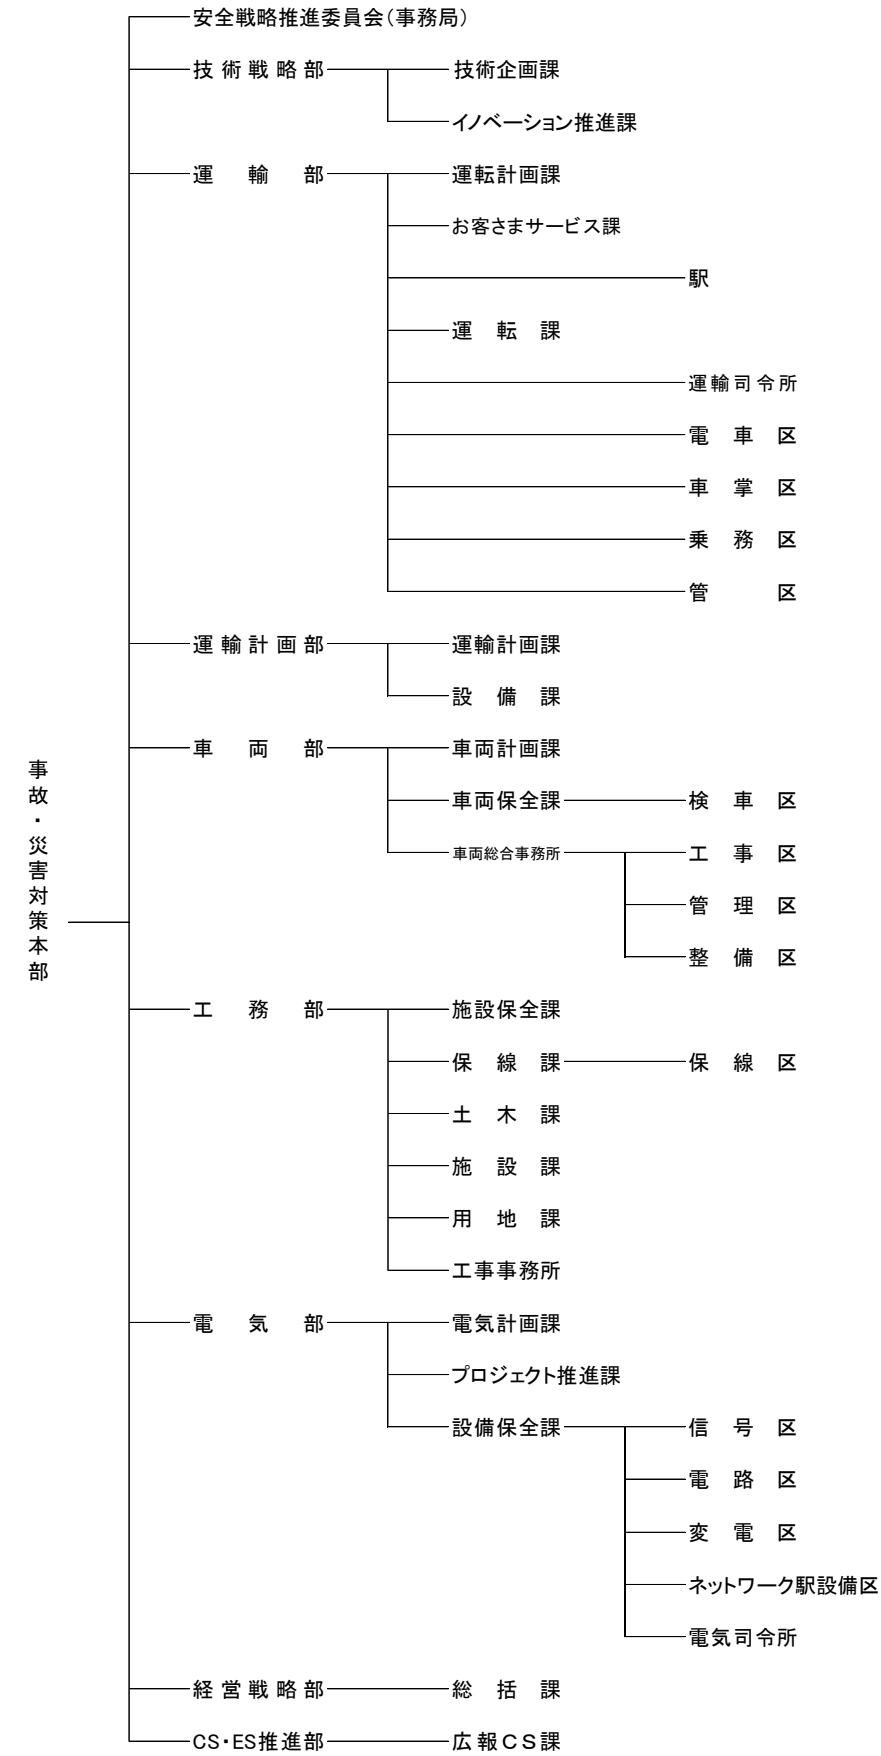 安全戦略推進委員会（事務局）
技術戦略部 技術企画課
イノベーション推進課
運輸部 運転計画課
お客さまサービス課
駅
運転課
運輸司令所
電車区
車掌区
乗務区
管区
運輸計画部 運輸計画課
設備課
車両部 車両計画課
車両保全課 検車区
車両総合事務所 工事区
管理区
整備区
事故・災害対策本部
工務部 施設保全課
保線課 保線区
土木課
施設課
用地課
工事事務所
電気部 電気計画課
プロジェクト推進課
設備保全課 信号区
電路区
変電区
ネットワーク駅設備区
電気司令所
経営戦略部 総括課
CS・ES推進部 広報ＣＳ課